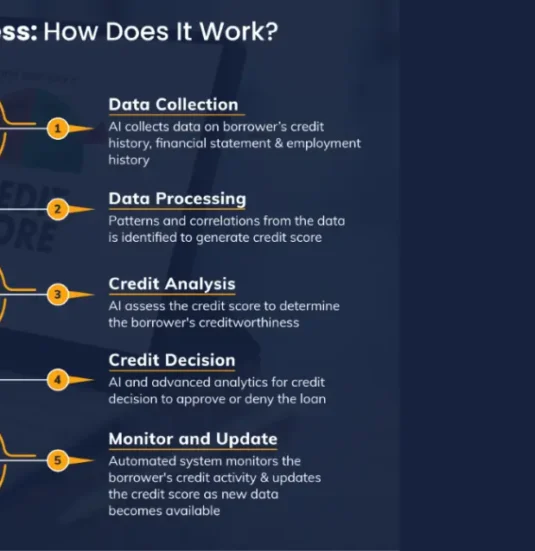 ess: How Does It Work?
1
Data Collection
AI collects data on borrower's credit
history, financial statement & employment
history
2
Data Processing
Patterns and correlations from the data
is identified to generate credit score
3
Credit Analysis
AI assess the credit score to determine
the borrower's creditworthiness
4
Credit Decision
AI and advanced analytics for credit
decision to approve or deny the loan
5
Monitor and Update
Automated system monitors the
borrower's credit activity & updates
the credit score as new data
becomes available